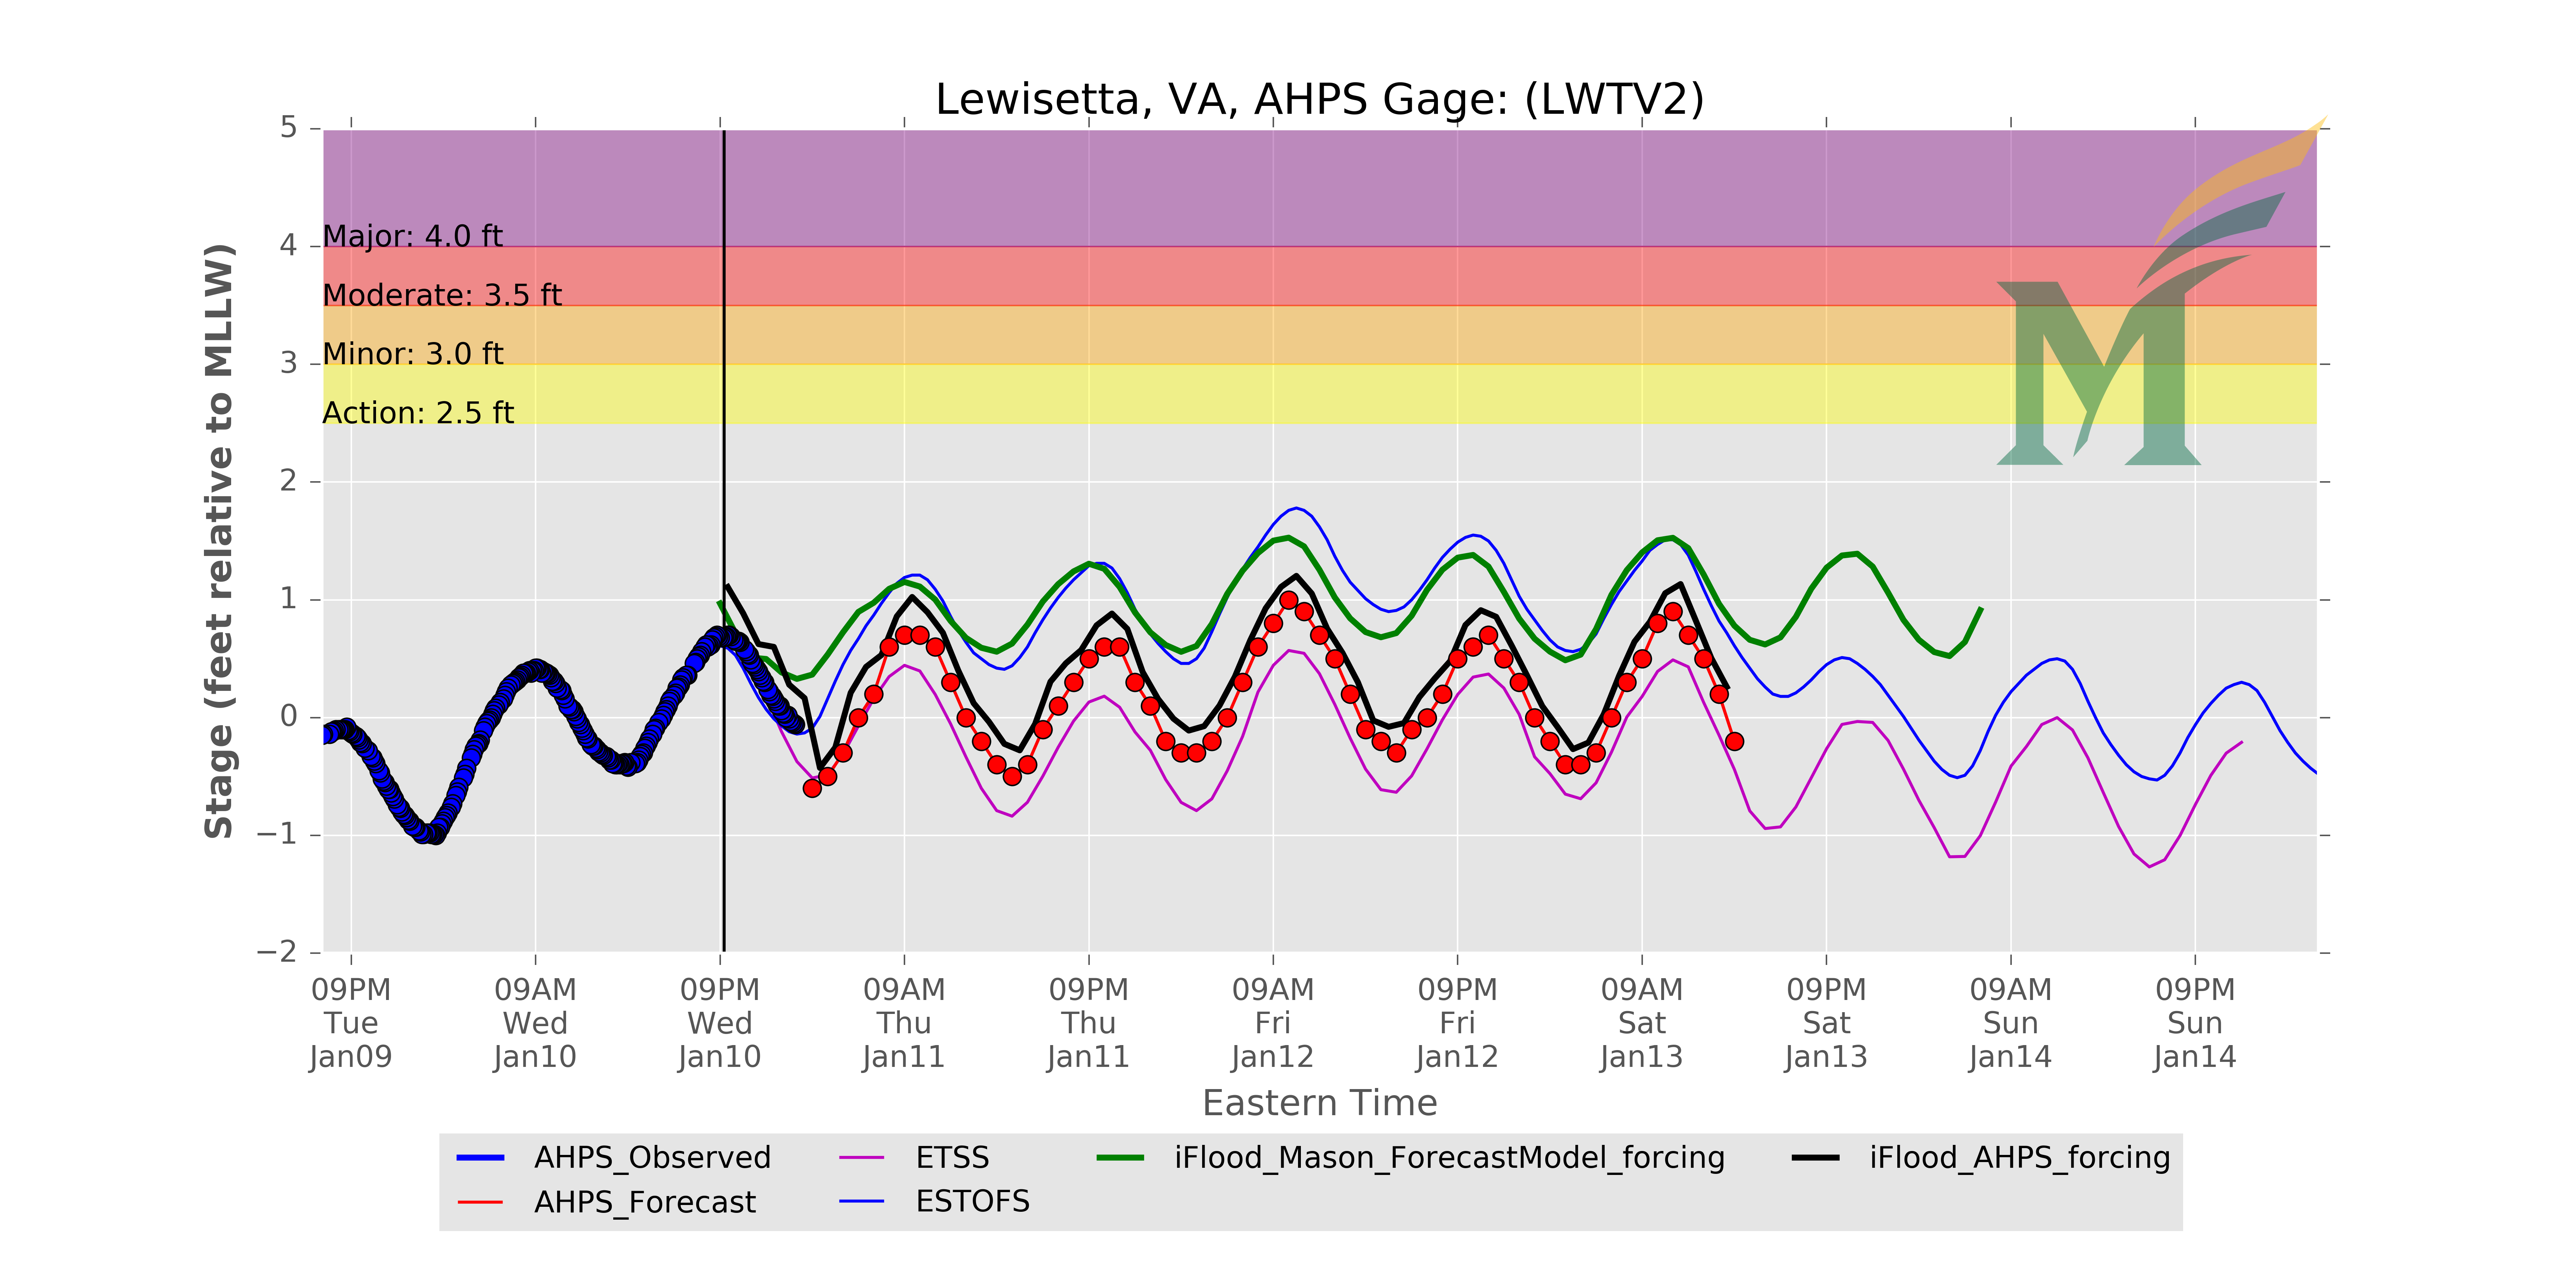 Lewisetta, VA, AHPS Gage: (LWTV2)
Stage (feet relative to MLLW)
5
4
3
2
1
0
−1
−2
Major: 4.0 ft
Moderate: 3.5 ft
Minor: 3.0 ft
Action: 2.5 ft
M
09PM 09AM 09PM 09AM 09PM 09AM 09PM 09AM 09PM 09AM 09PM
Tue Wed Wed Thu Thu Fri Fri Sat Sat Sun Sun
Jan09 Jan10 Jan10 Jan11 Jan11 Jan12 Jan12 Jan13 Jan13 Jan14 Jan14
Eastern Time
AHPS_Observed ETSS iFlood_Mason_ForecastModel_forcing iFlood_AHPS_forcing
AHPS_Forecast ESTOFS